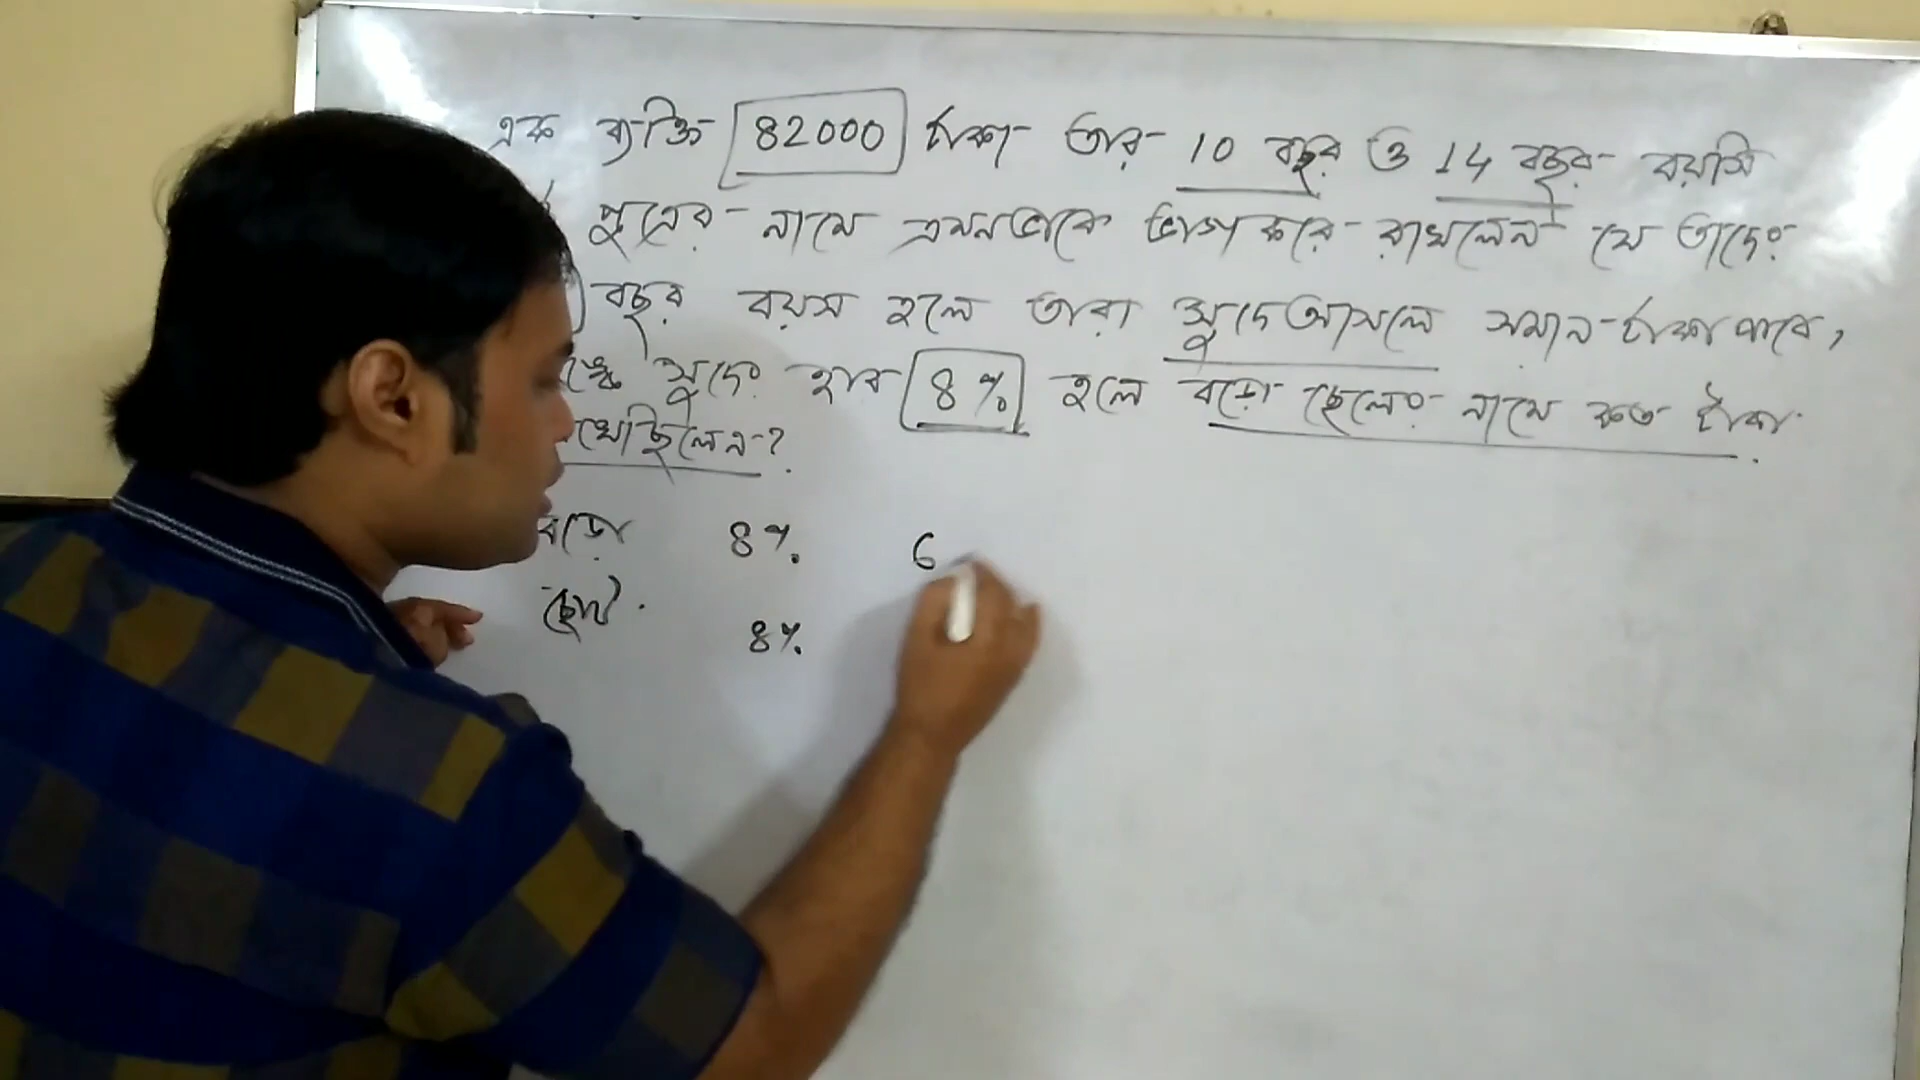 এক ব্যক্তি 82000 টাকা তার 10 বছর ও 14 বছর বয়সি
পুত্রের নামে এমনভাবে ভাগ করে রাখলেন যে তাদের
বছর বয়স হলে তারা সুদেআসলে সমান টাকা পাবে,
সুদের হার 8% হলে বড়ো ছেলের নামে কত টাকা
খেছিলেন?
বড়ো 8% 6
ছোট 8%